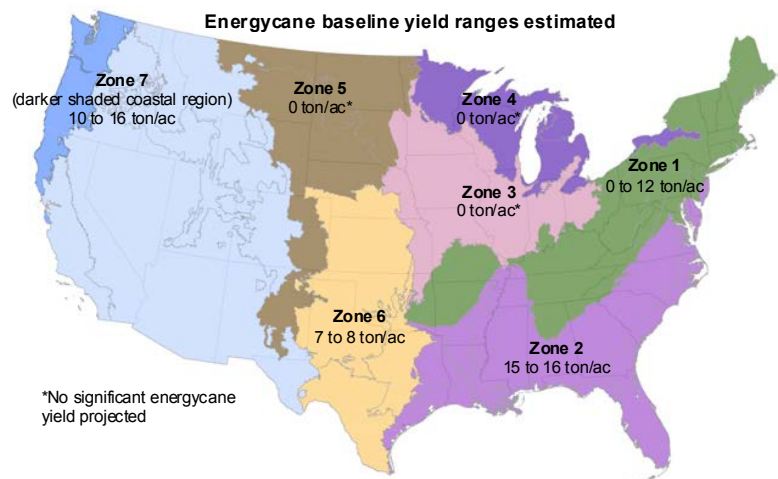 Energycane baseline yield ranges estimated
Zone 7
(darker shaded coastal region)
10 to 16 ton/ac
Zone 5
0 ton/ac*
Zone 4
0 ton/ac*
Zone 1
0 to 12 ton/ac
Zone 3
0 ton/ac*
Zone 6
7 to 8 ton/ac
Zone 2
15 to 16 ton/ac
*No significant energycane
yield projected